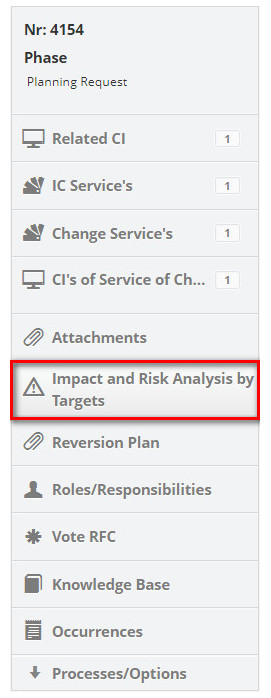 Nr: 4154
Phase
Planning Request
Related CI 1
IC Service's 1
Change Service's 1
CI's of Service of Ch... 1
Attachments
Impact and Risk Analysis by
Targets
Reversion Plan
Roles/Responsibilities
Vote RFC
Knowledge Base
Occurrences
Processes/Options